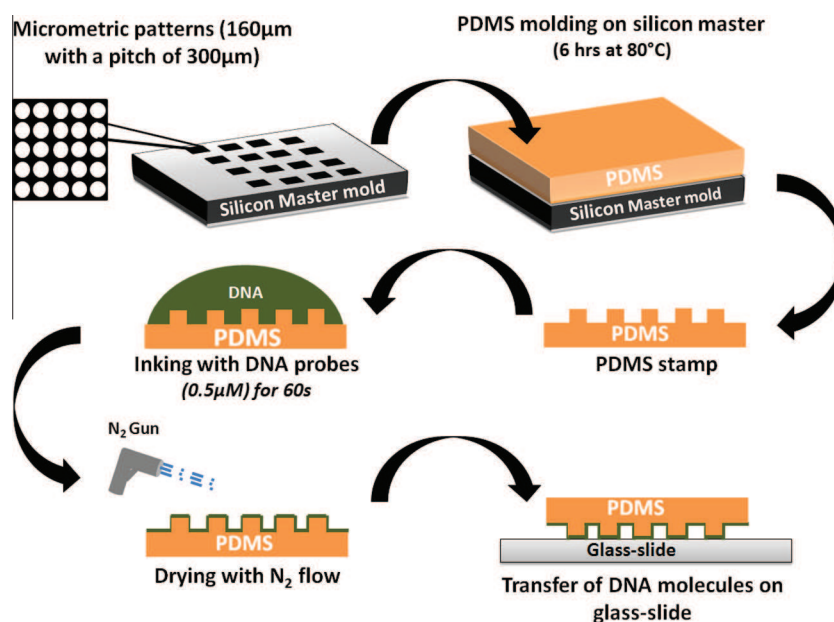 Micrometric patterns (160µm
with a pitch of 300µm)
PDMS molding on silicon master
(6 hrs at 80°C)
Silicon Master mold
PDMS
Silicon Master mold
DNA
PDMS
Inking with DNA probes
(0.5µM) for 60s
PDMS
PDMS stamp
N2 Gun
PDMS
Drying with N2 flow
PDMS
Glass-slide
Transfer of DNA molecules on
glass-slide